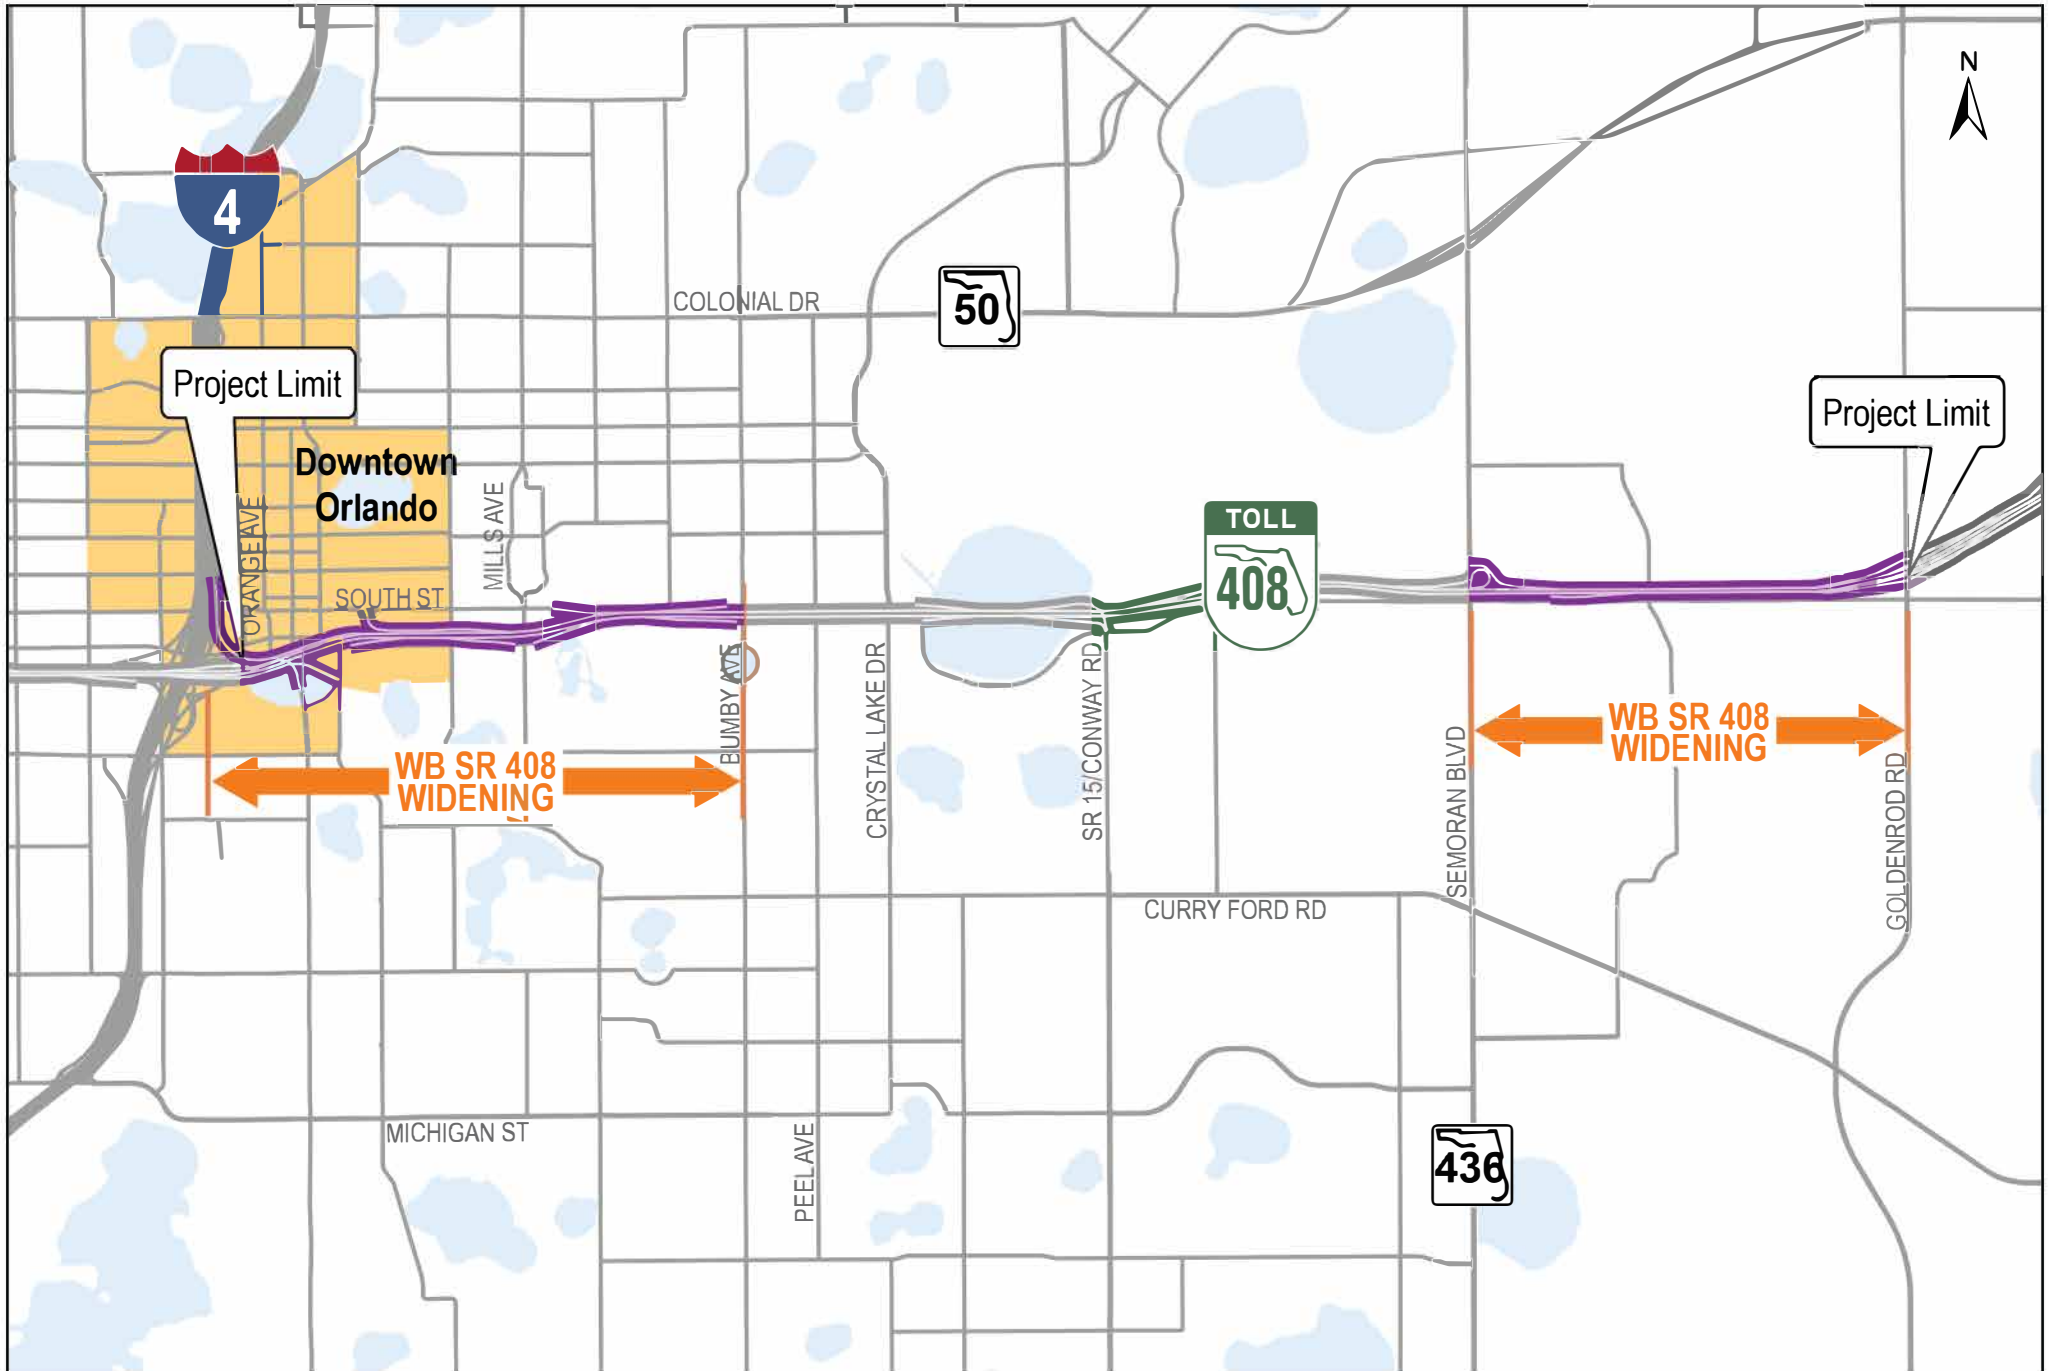 N
4
COLONIAL DR
50
Project Limit
Project Limit
Downtown
Orlando
MILLS AVE
ORANGE AVE
TOLL
408
SOUTH ST
BUMBY AVE
CRYSTAL LAKE DR
SR 15/CONWAY RD
SEMORAN BLVD
GOLDENROD RD
WB SR 408
WIDENING
WB SR 408
WIDENING
CURRY FORD RD
MICHIGAN ST
PEEL AVE
436